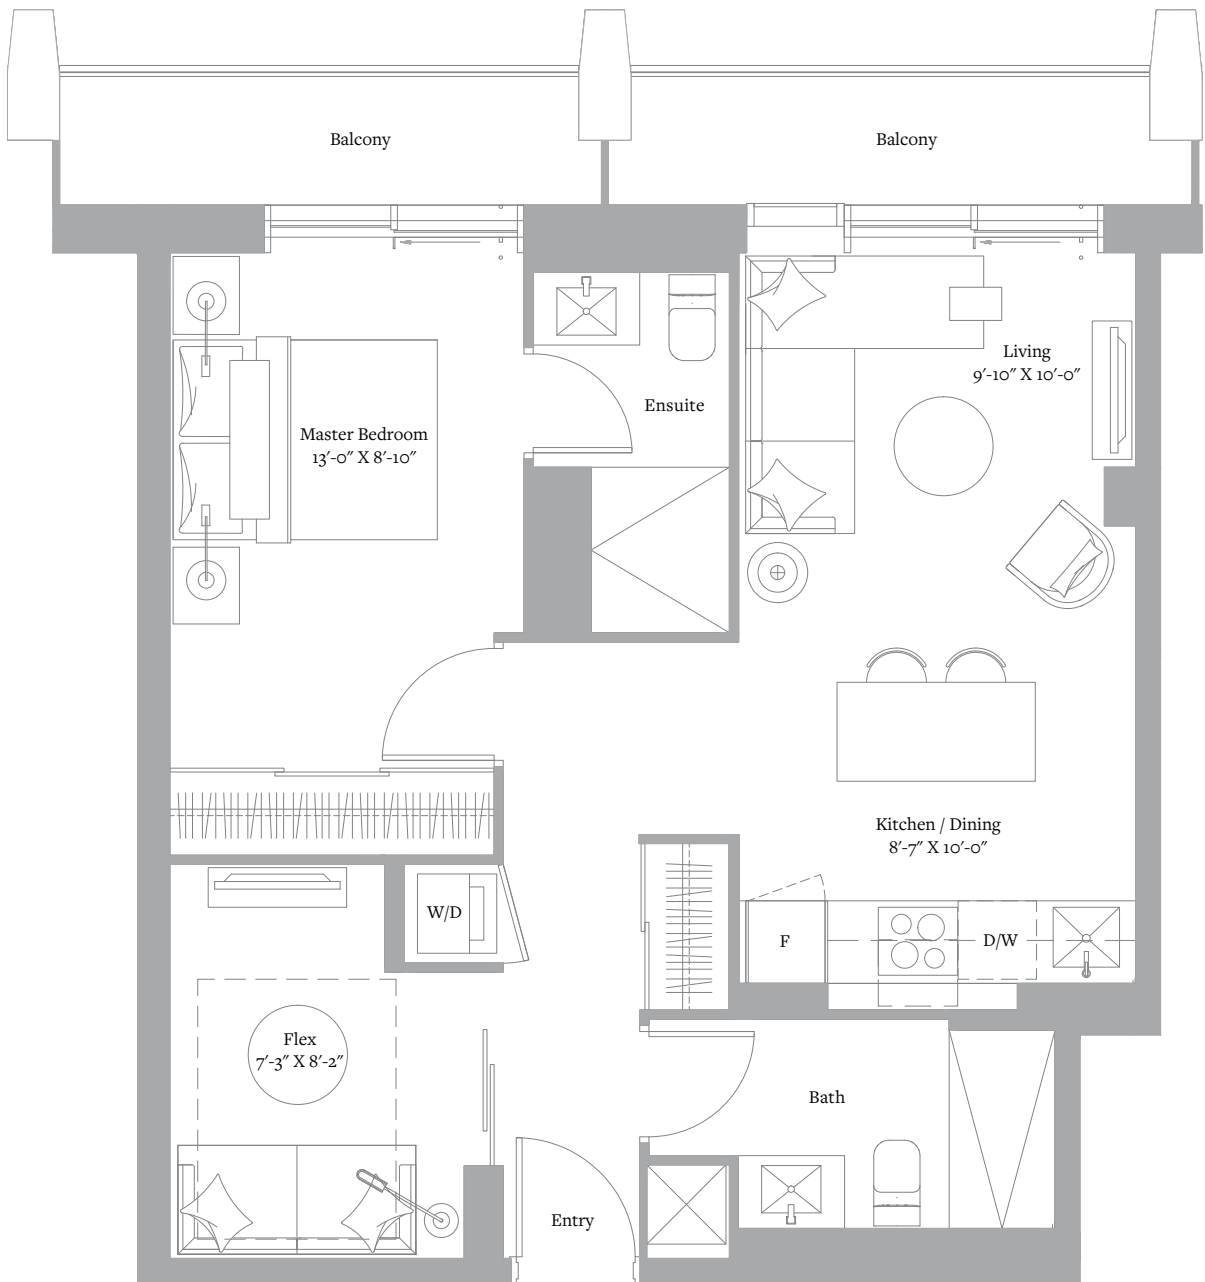 Balcony
Balcony
Living
9'-10" X 10'-0"
Ensuite
Master Bedroom
13'-0" X 8'-10"
Kitchen / Dining
8'-7" X 10'-0"
W/D
F
D/W
Flex
7'-3" X 8'-2"
Bath
Entry